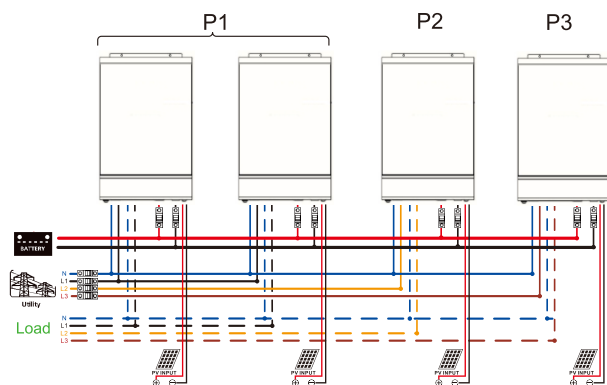 P1 P2 P3
BATTERY
N
L1
L2
L3
Utility
Load
N
L1
L2
L3
PV INPUT PV INPUT PV INPUT PV INPUT